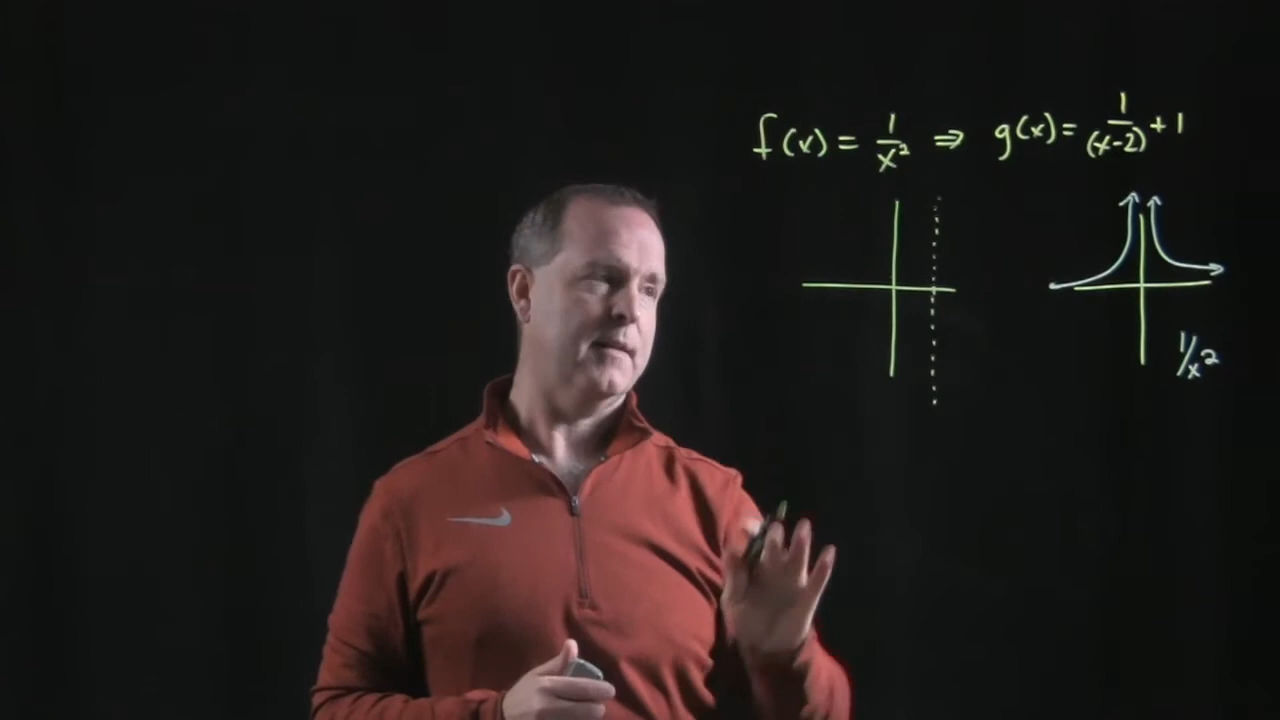 f(x) = 1/x² ⇒ g(x) = 1/(x-2) + 1
1/x²